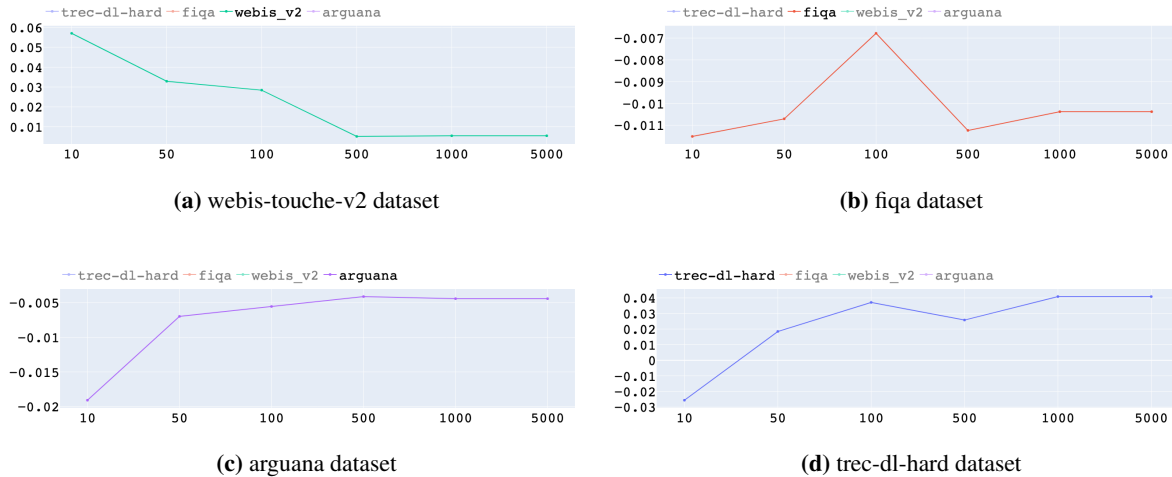 trec-dl-hard fiqa webis_v2 arguana
0.06
0.05
0.04
0.03
0.02
0.01
10 50 100 500 1000 5000
(a) webis-touche-v2 dataset
trec-dl-hard fiqa webis_v2 arguana
−0.007
−0.008
−0.009
−0.01
−0.011
10 50 100 500 1000 5000
(b) fiqa dataset
trec-dl-hard fiqa webis_v2 arguana
−0.005
−0.01
−0.015
−0.02
10 50 100 500 1000 5000
(c) arguana dataset
trec-dl-hard fiqa webis_v2 arguana
0.04
0.03
0.02
0.01
0
−0.01
−0.02
−0.03
10 50 100 500 1000 5000
(d) trec-dl-hard dataset